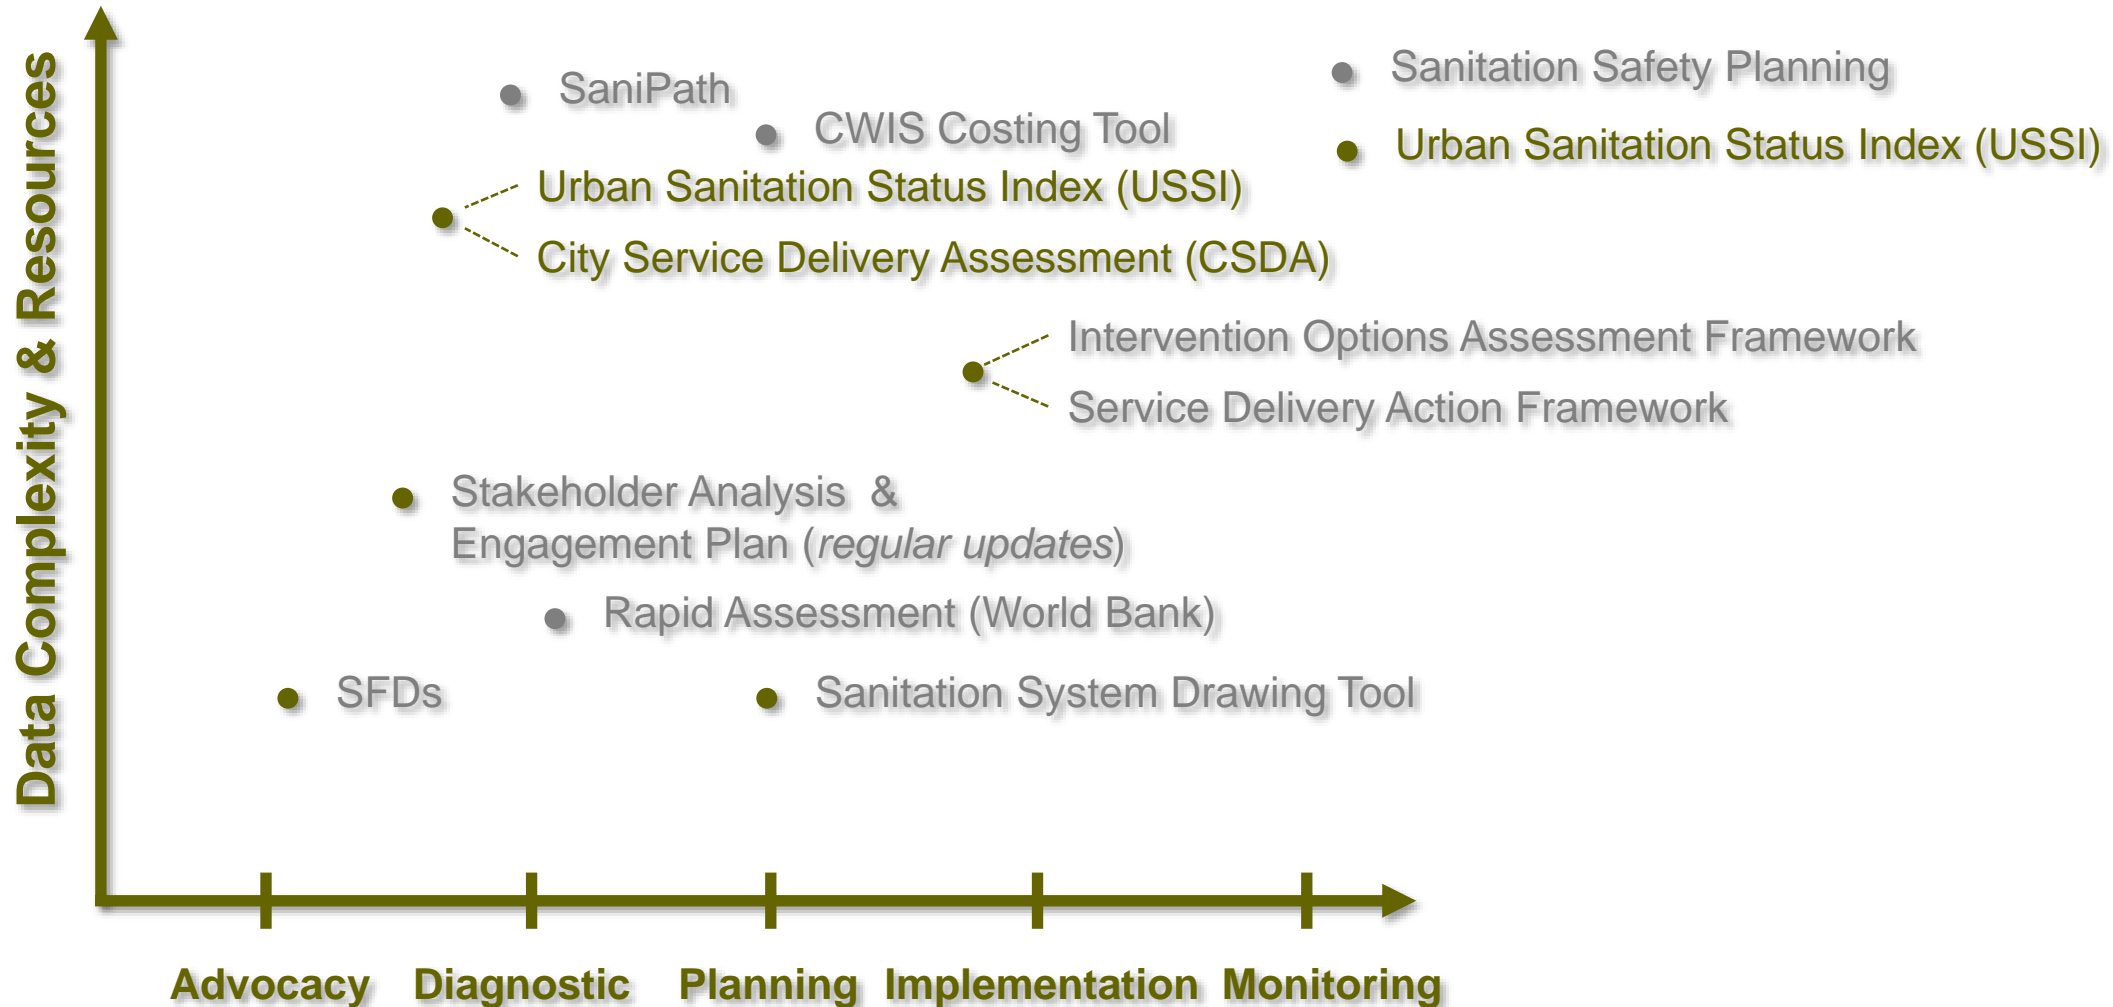 Data Complexity & Resources
SaniPath
CWIS Costing Tool
Urban Sanitation Status Index (USSI)
City Service Delivery Assessment (CSDA)
Sanitation Safety Planning
Urban Sanitation Status Index (USSI)
Intervention Options Assessment Framework
Service Delivery Action Framework
Stakeholder Analysis &
Engagement Plan (regular updates)
Rapid Assessment (World Bank)
SFDs
Sanitation System Drawing Tool
Advocacy Diagnostic Planning Implementation Monitoring